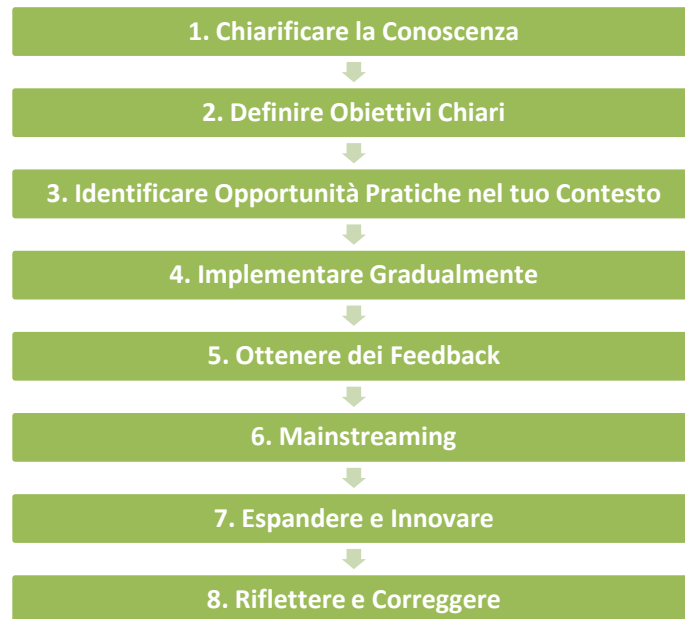 1. Chiarificare la Conoscenza
2. Definire Obiettivi Chiari
3. Identificare Opportunità Pratiche nel tuo Contesto
4. Implementare Gradualmente
5. Ottenere dei Feedback
6. Mainstreaming
7. Espandere e Innovare
8. Riflettere e Correggere